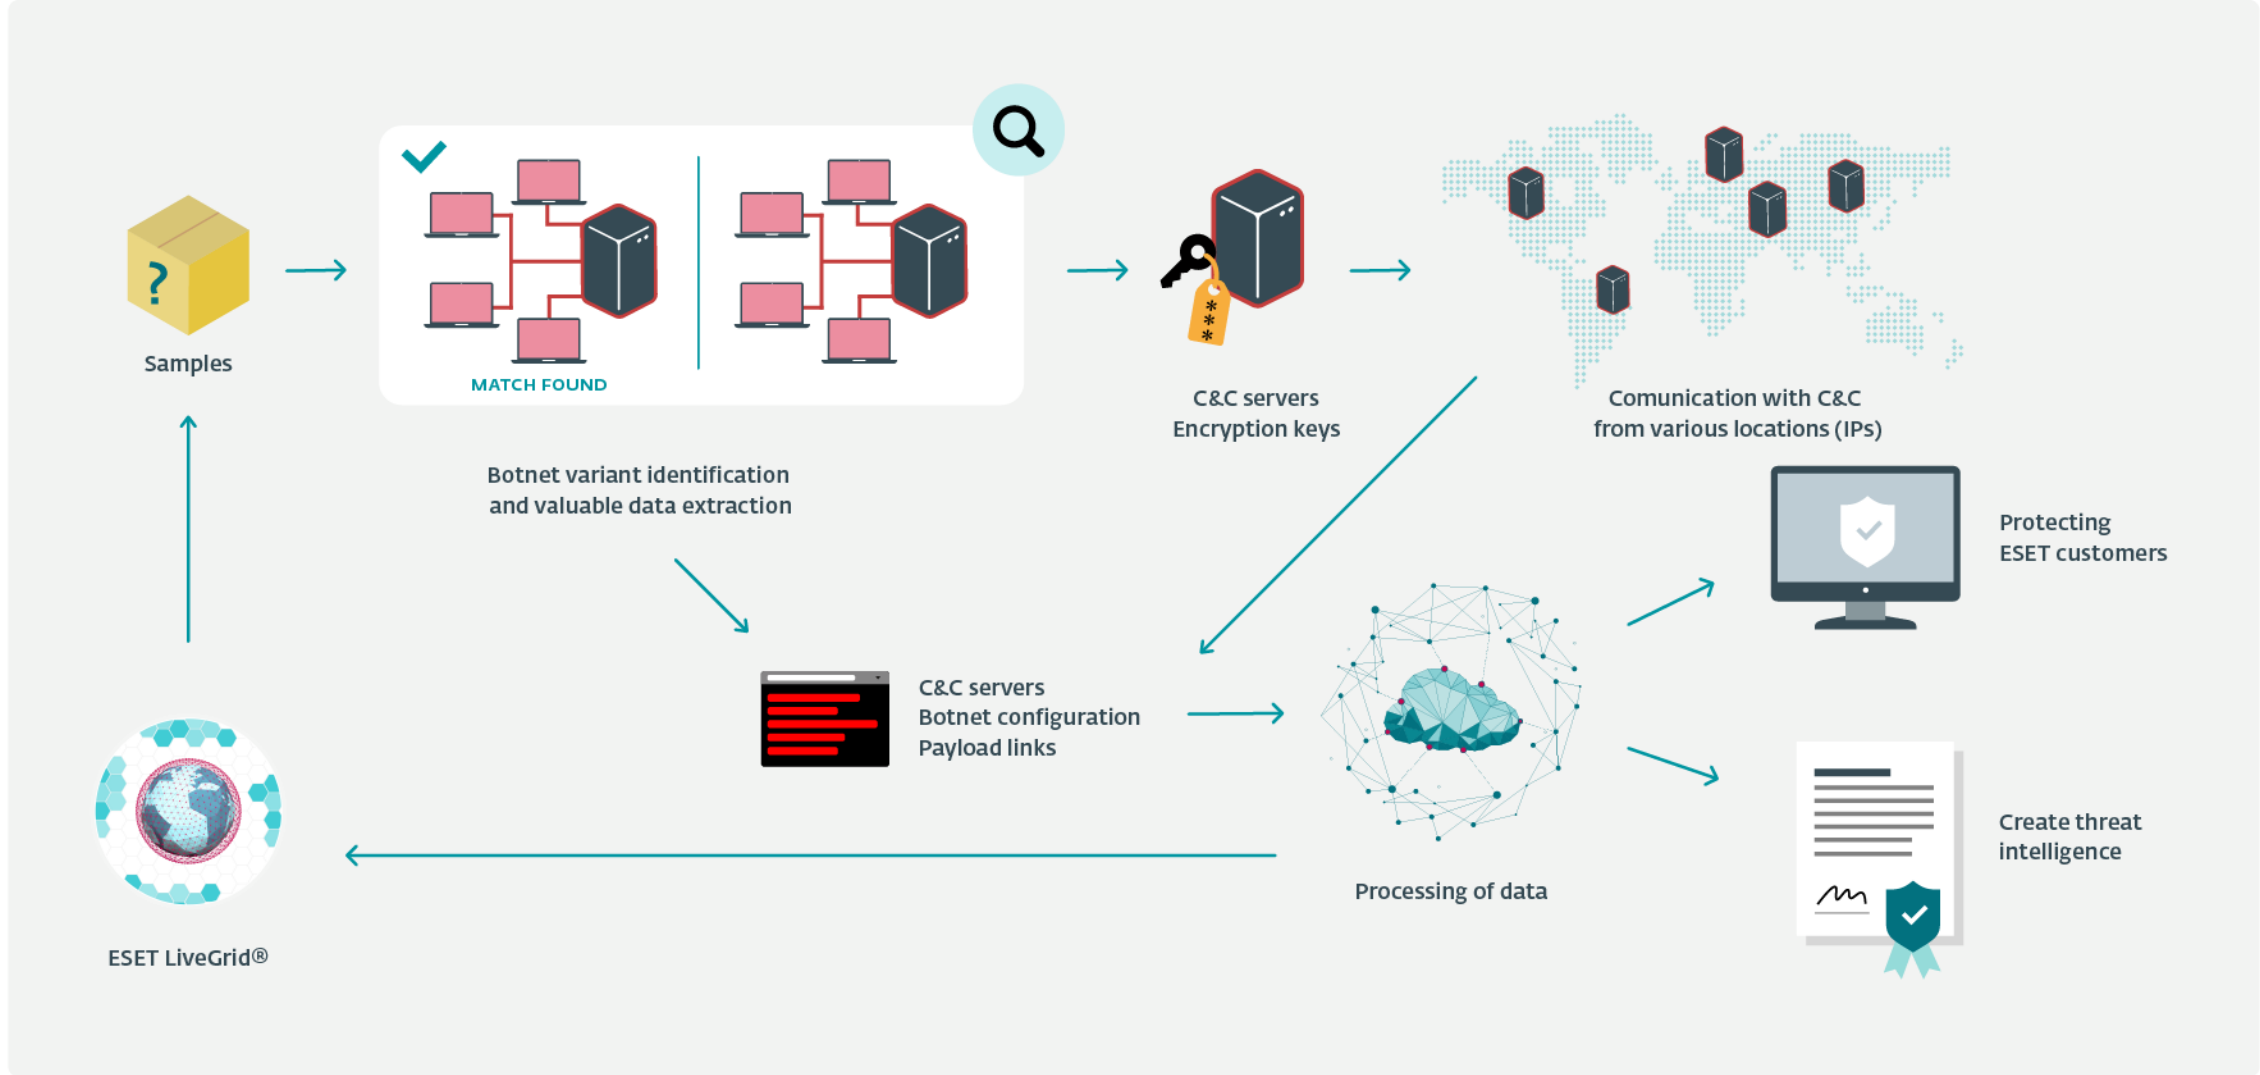 Samples
MATCH FOUND
Botnet variant identification
and valuable data extraction
C&C servers
Encryption keys
Comunication with C&C
from various locations (IPs)
Protecting
ESET customers
C&C servers
Botnet configuration
Payload links
Processing of data
Create threat
intelligence
ESET LiveGrid®